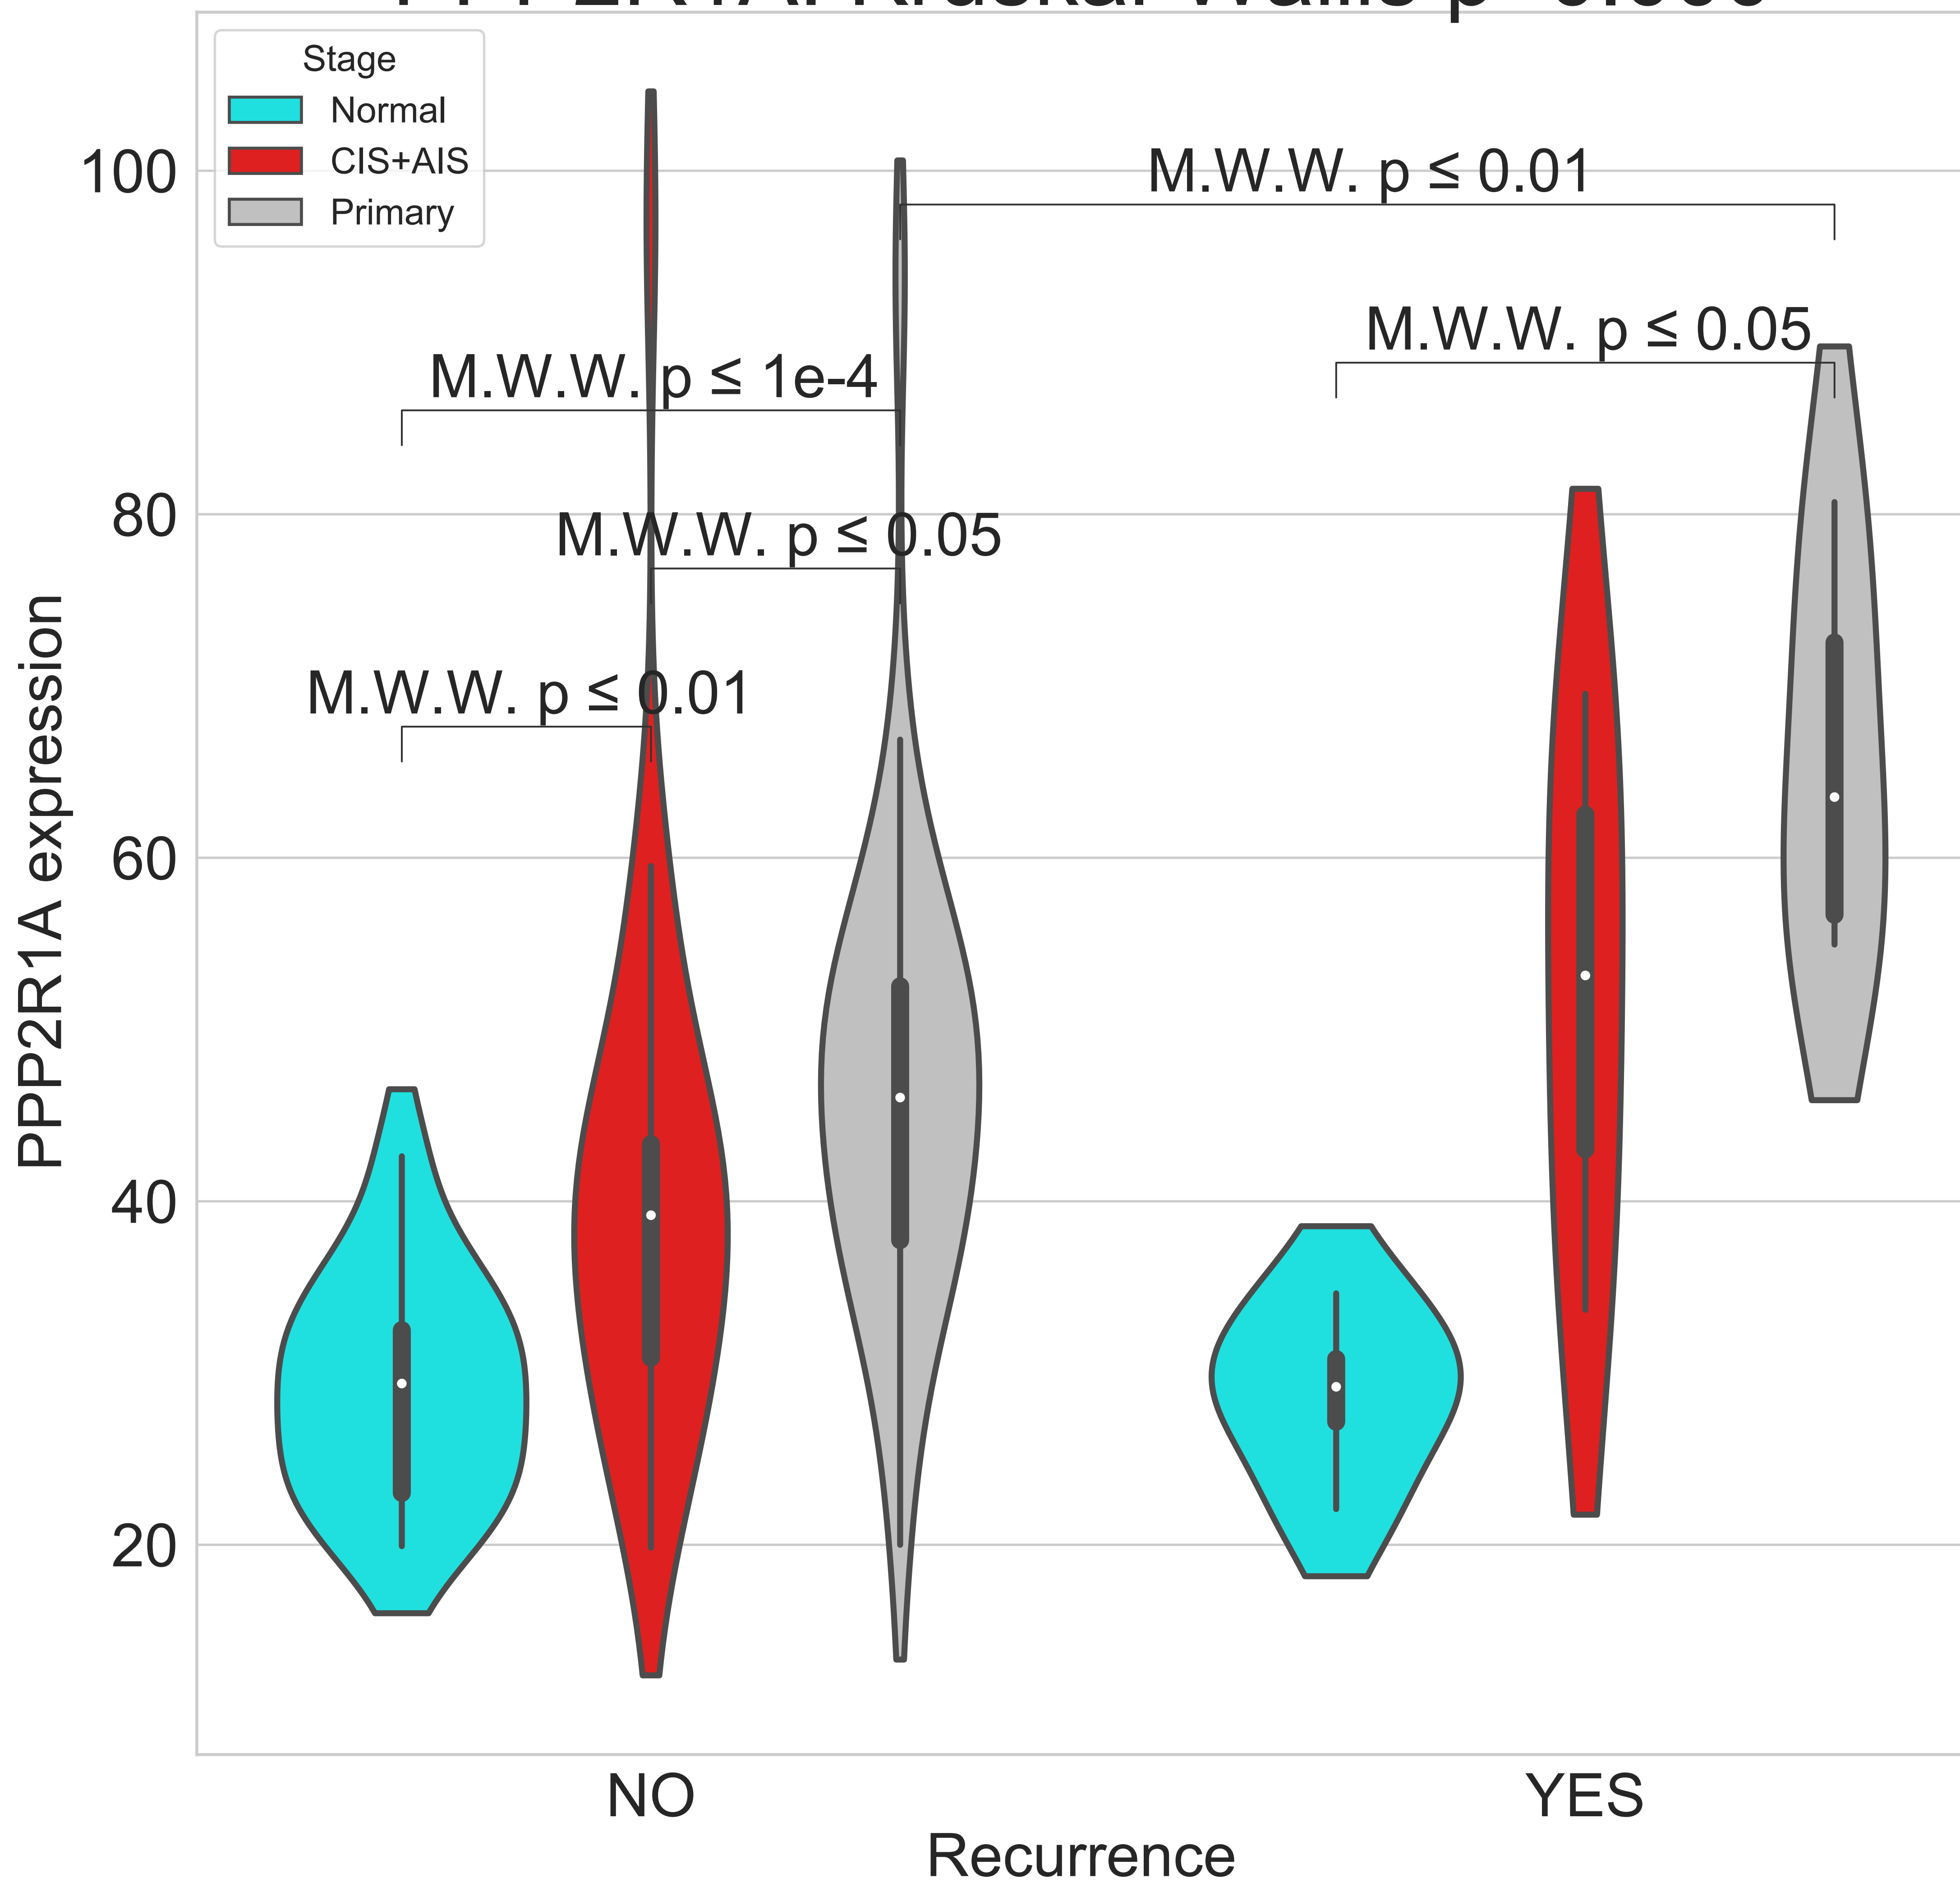 Stage
Normal
CIS+AIS
Primary
100
80
60
40
20
PPP2R1A expression
M.W.W. p ≤ 0.01
M.W.W. p ≤ 0.05
M.W.W. p ≤ 1e-4
M.W.W. p ≤ 0.05
M.W.W. p ≤ 0.01
NO
YES
Recurrence